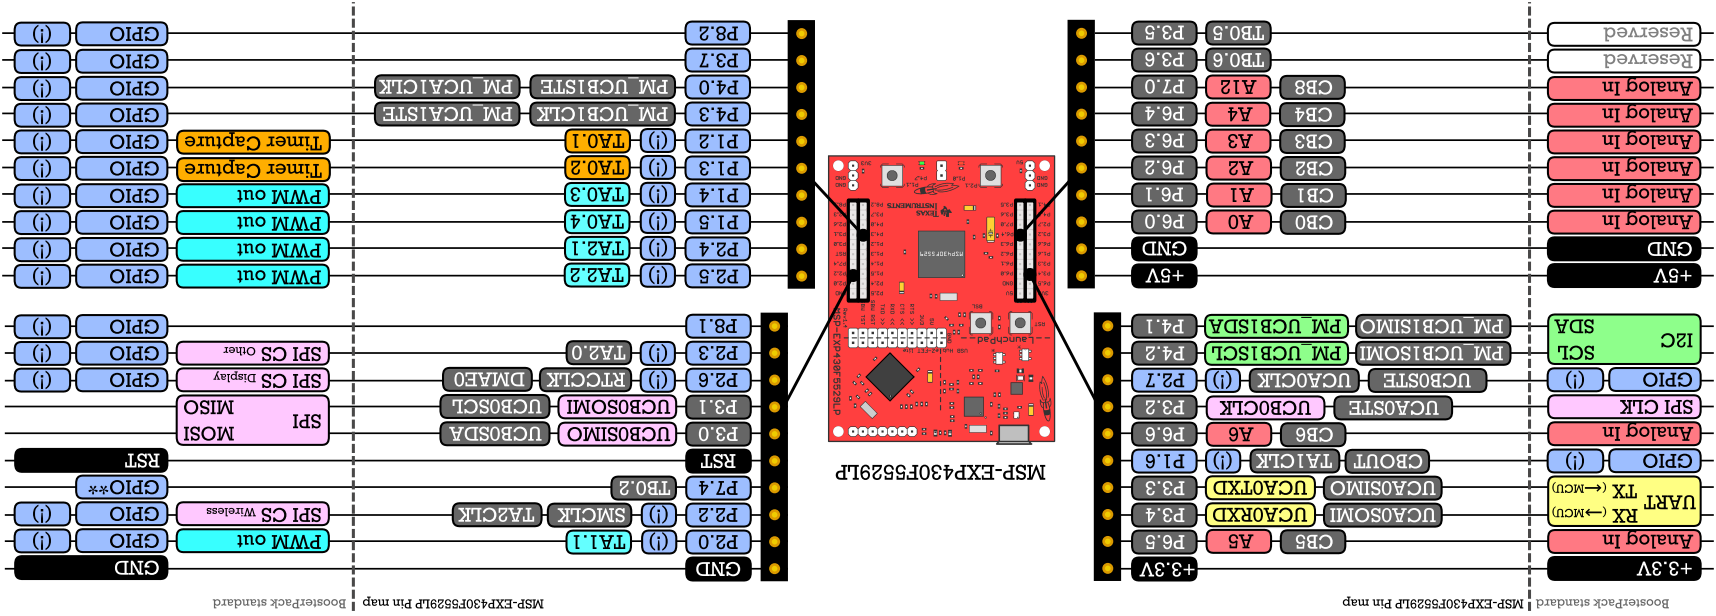 BoosterPack standard
MSP-EXP430F5529LP Pin map
+3.3V +3.3V
Analog In CB5 A5 P6.5
UART RX (→MCU) UCA0SOMI UCA0RXD P3.4
TX (←MCU) UCA0SIMO UCA0TXD P3.3
GPIO (!) CBOUT TA1CLK (!) P1.6
Analog In CB6 A6 P6.6
SPI CLK UCA0STE UCB0CLK P3.2
GPIO (!) UCB0STE UCA0CLK (!) P2.7
I2C SCL PM_UCB1SOMI PM_UCB1SCL P4.2
SDA PM_UCB1SIMO PM_UCB1SDA P4.1
+5V +5V
GND GND
Analog In CB0 A0 P6.0
Analog In CB1 A1 P6.1
Analog In CB2 A2 P6.2
Analog In CB3 A3 P6.3
Analog In CB4 A4 P6.4
Analog In CB8 A12 P7.0
Reserved TB0.6 P3.6
Reserved TB0.5 P3.5
MSP-EXP430F5529LP
MSP-EXP430F5529LP
LaunchPad
MSP430F5529
TEXAS
INSTRUMENTS
MSP-EXP430F5529LP Pin map
BoosterPack standard
GND GND
P2.0 (!) TA1.1 PWM out GPIO (!)
P2.2 (!) SMCLK TA2CLK SPI CS Wireless GPIO (!)
P7.4 TB0.2 GPIO**
RST RST
P3.0 UCB0SIMO UCB0SDA SPI MOSI
P3.1 UCB0SOMI UCB0SCL MISO
P2.6 (!) RTCCLK DMAE0 SPI CS Display GPIO (!)
P2.3 (!) TA2.0 SPI CS Other GPIO (!)
P8.1 GPIO (!)
P2.5 (!) TA2.2 PWM out GPIO (!)
P2.4 (!) TA2.1 PWM out GPIO (!)
P1.5 (!) TA0.4 PWM out GPIO (!)
P1.4 (!) TA0.3 PWM out GPIO (!)
P1.3 (!) TA0.2 Timer Capture GPIO (!)
P1.2 (!) TA0.1 Timer Capture GPIO (!)
P4.3 PM_UCB1CLK PM_UCA1STE GPIO (!)
P4.0 PM_UCB1STE PM_UCA1CLK GPIO (!)
P3.7 GPIO (!)
P8.2 GPIO (!)